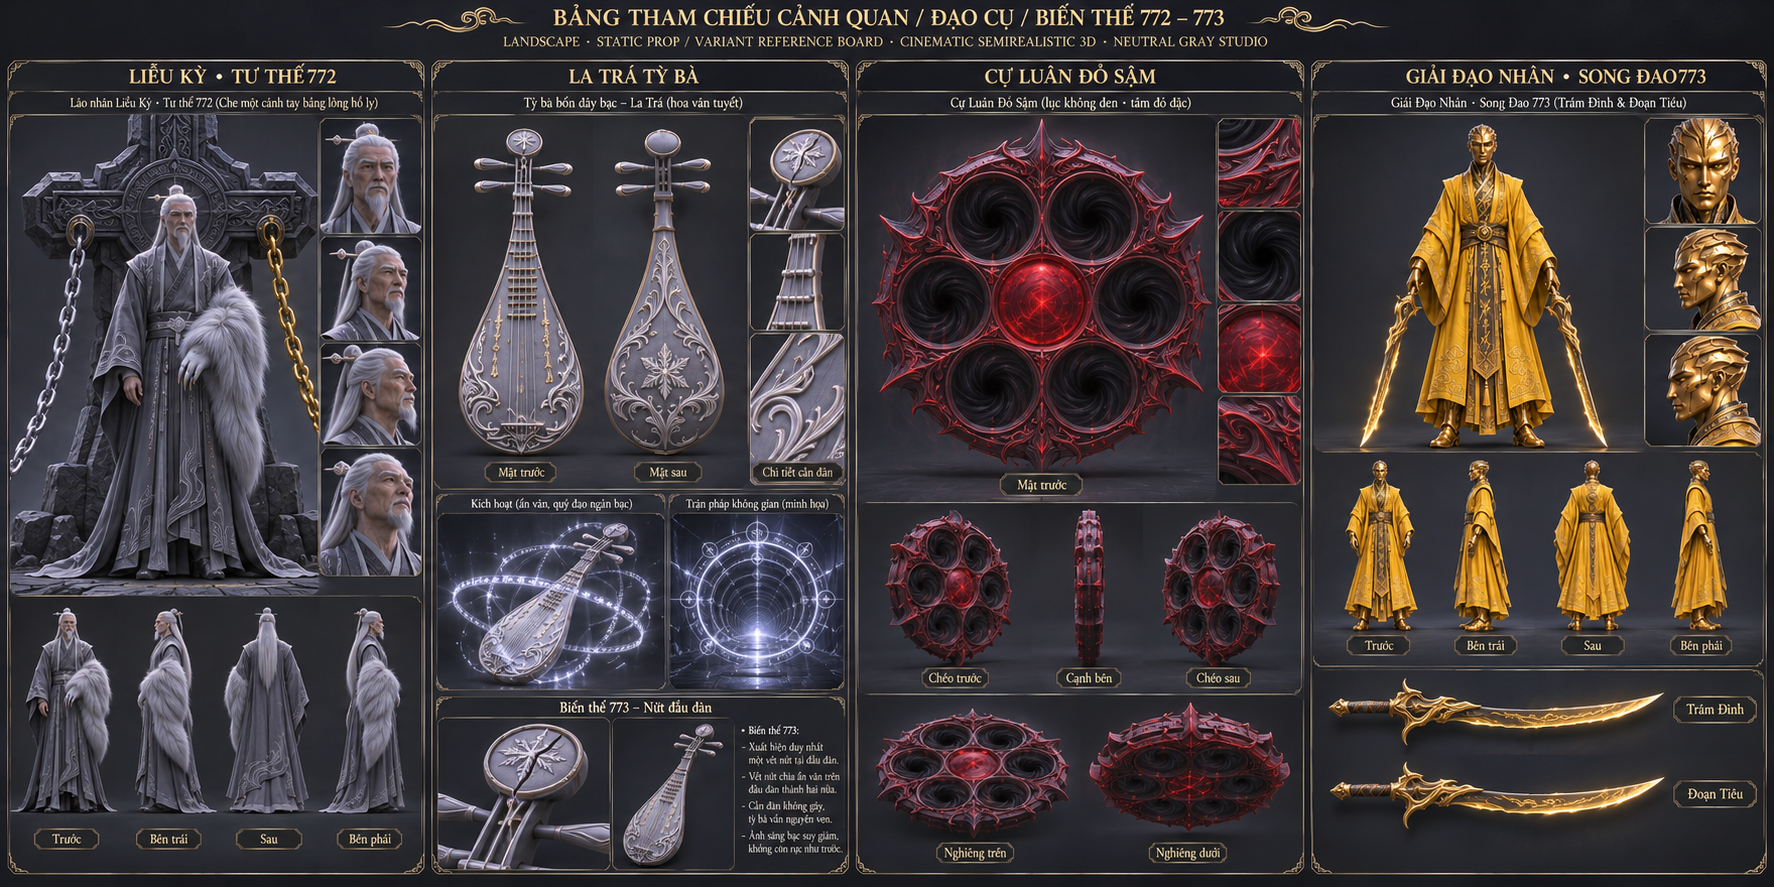 BẢNG THAM CHIẾU CẢNH QUAN / ĐẠO CỤ / BIẾN THẾ 772 – 773
LANDSCAPE · STATIC PROP / VARIANT REFERENCE BOARD · CINEMATIC SEMIREALISTIC 3D · NEUTRAL GRAY STUDIO
LIỄU KỲ • TƯ THẾ 772
Lão nhân Liễu Kỳ · Tư thế 772 (Che một cánh tay bằng lông hồ ly)
Trước
Bên trái
Sau
Bên phải
LA TRÁ TỲ BÀ
Tỳ bà bốn dây bạc – La Trá (hoa văn tuyết)
Mặt trước
Mặt sau
Chi tiết cần đàn
Kích hoạt (ấn văn, quỹ đạo ngân bạc)
Trận pháp không gian (minh họa)
Biến thể 773 – Nứt đầu đàn
• Biến thể 773:
– Xuất hiện duy nhất
một vết nứt tại đầu đàn.
– Vết nứt chia ấn văn trên
đầu đàn thành hai nửa.
– Cần đàn không gãy,
tỳ bà vẫn nguyên vẹn.
– Ánh sáng bạc suy giảm,
không còn rực như trước.
CỰ LUÂN ĐỎ SẬM
Cự Luân Đỏ Sậm (lục không đen · tâm đỏ đặc)
Mặt trước
Chéo trước
Cạnh bên
Chéo sau
Nghiêng trên
Nghiêng dưới
GIẢI ĐẠO NHÂN • SONG ĐAO 773
Giải Đạo Nhân · Song Đao 773 (Trảm Đình & Đoạn Tiêu)
Trước
Bên trái
Sau
Bên phải
Trảm Đình
Đoạn Tiêu